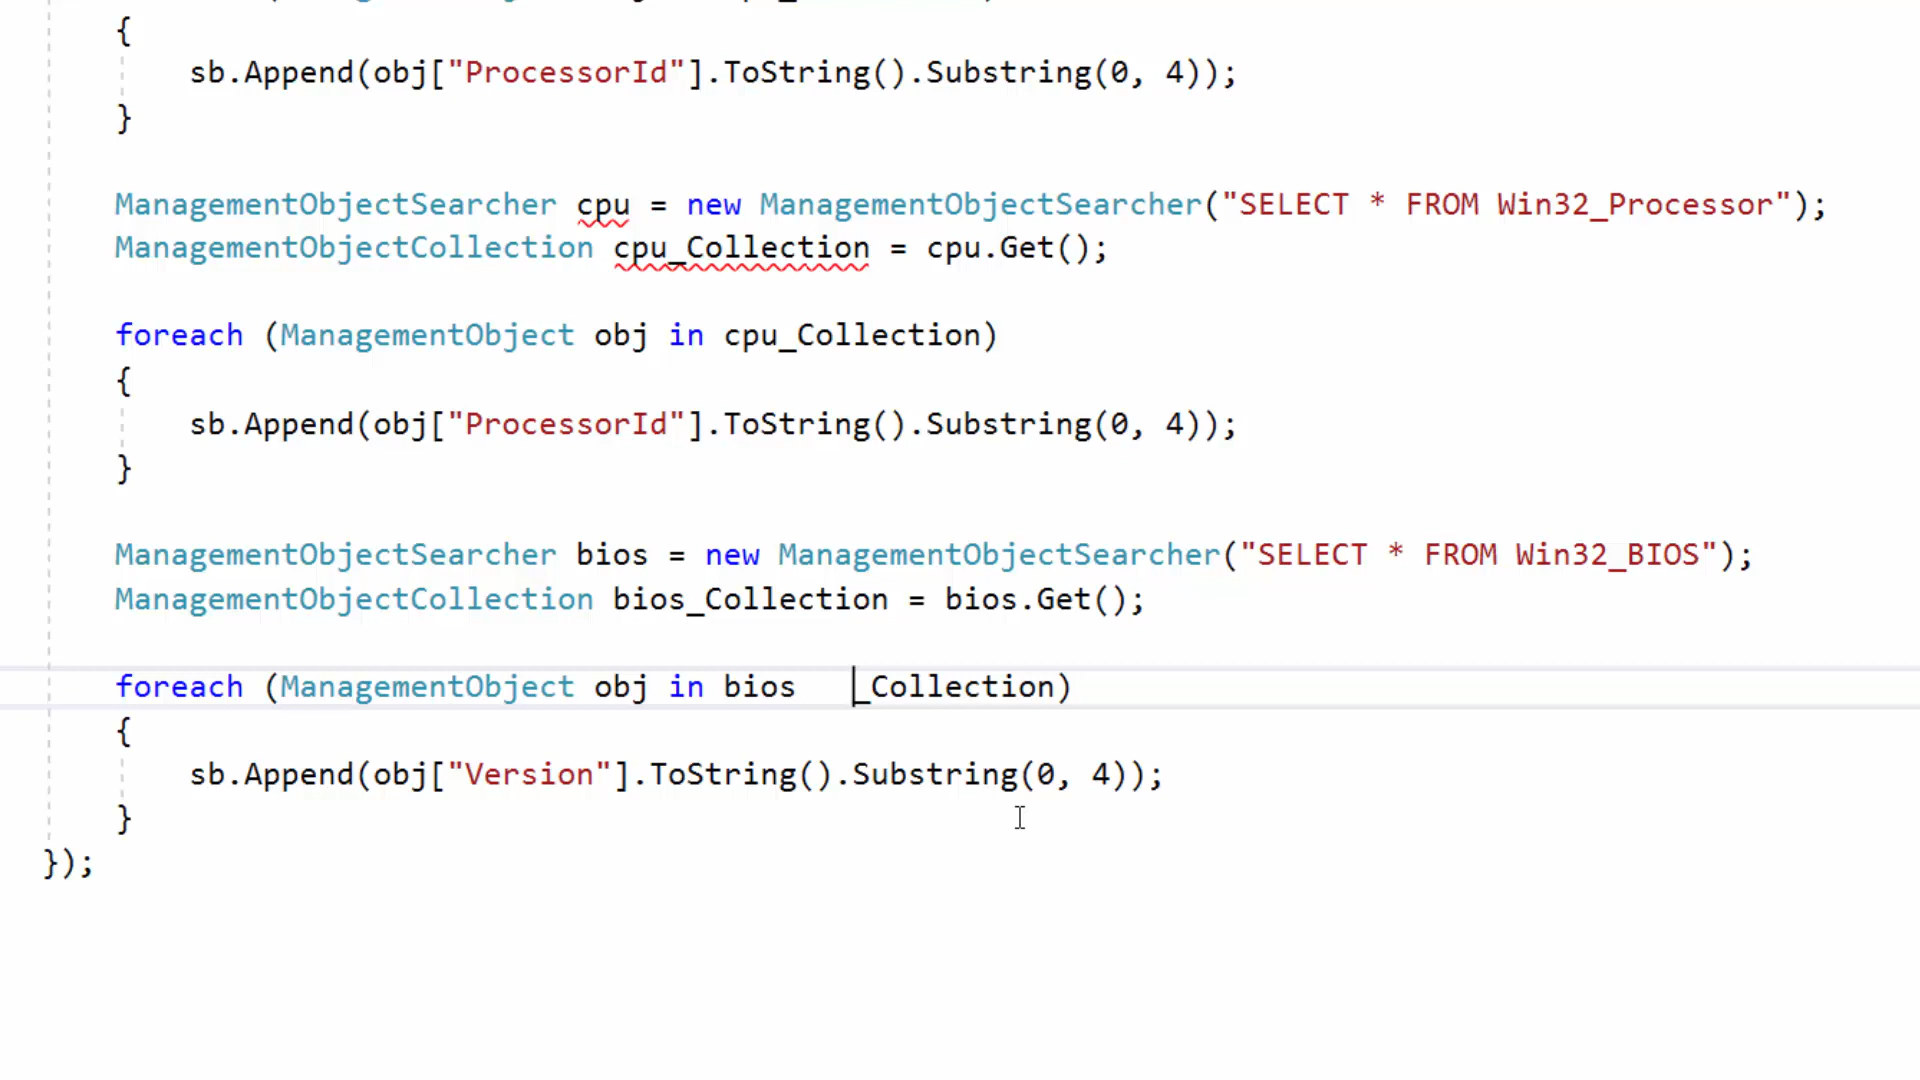 {
sb.Append(obj["ProcessorId"].ToString().Substring(0, 4));
}
ManagementObjectSearcher cpu = new ManagementObjectSearcher("SELECT * FROM Win32_Processor");
ManagementObjectCollection cpu_Collection = cpu.Get();
foreach (ManagementObject obj in cpu_Collection)
{
sb.Append(obj["ProcessorId"].ToString().Substring(0, 4));
}
ManagementObjectSearcher bios = new ManagementObjectSearcher("SELECT * FROM Win32_BIOS");
ManagementObjectCollection bios_Collection = bios.Get();
foreach (ManagementObject obj in bios   _Collection)
{
sb.Append(obj["Version"].ToString().Substring(0, 4));
}
});